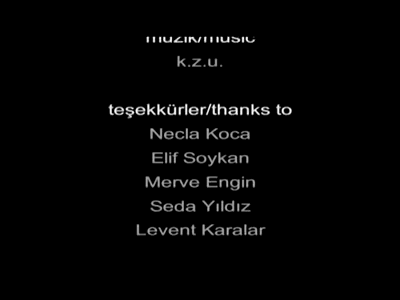 müzik/music
k.z.u.
teşekkürler/thanks to
Necla Koca
Elif Soykan
Merve Engin
Seda Yıldız
Levent Karalar